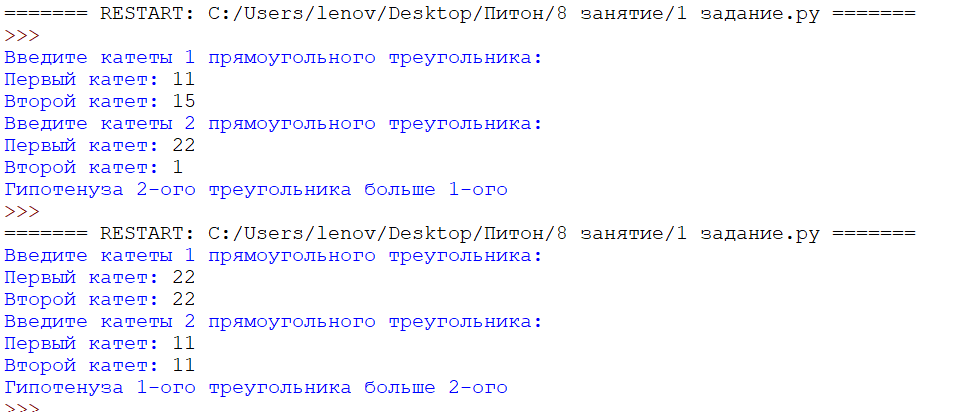 ======= RESTART: C:/Users/lenov/Desktop/Питон/8 занятие/1 задание.py =======
>>>
Введите катеты 1 прямоугольного треугольника:
Первый катет: 11
Второй катет: 15
Введите катеты 2 прямоугольного треугольника:
Первый катет: 22
Второй катет: 1
Гипотенуза 2-ого треугольника больше 1-ого
>>>
======= RESTART: C:/Users/lenov/Desktop/Питон/8 занятие/1 задание.py =======
Введите катеты 1 прямоугольного треугольника:
Первый катет: 22
Второй катет: 22
Введите катеты 2 прямоугольного треугольника:
Первый катет: 11
Второй катет: 11
Гипотенуза 1-ого треугольника больше 2-ого
>>>